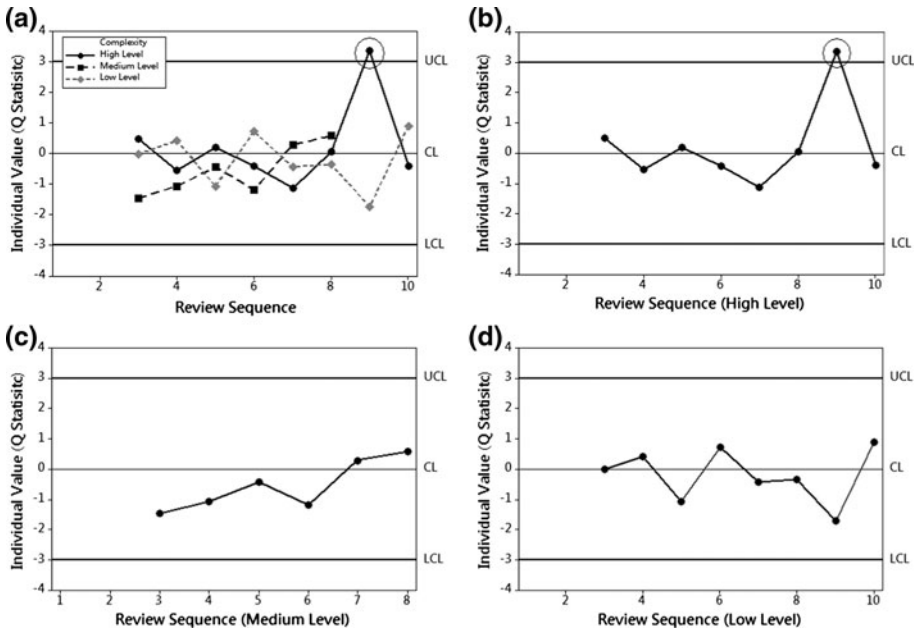 (a)
Individual Value (Q Statisitc)
4
3
2
1
0
-1
-2
-3
-4
Complexity
High Level
Medium Level
Low Level
UCL
CL
LCL
2 4 6 8 10
Review Sequence
(b)
Individual Value (Q Statisitc)
4
3
2
1
0
-1
-2
-3
-4
UCL
CL
LCL
2 4 6 8 10
Review Sequence (High Level)
(c)
Individual Value (Q Statisitc)
4
3
2
1
0
-1
-2
-3
-4
UCL
CL
LCL
1 2 3 4 5 6 7 8
Review Sequence (Medium Level)
(d)
Individual Value (Q Statisitc)
4
3
2
1
0
-1
-2
-3
-4
UCL
CL
LCL
2 4 6 8 10
Review Sequence (Low Level)